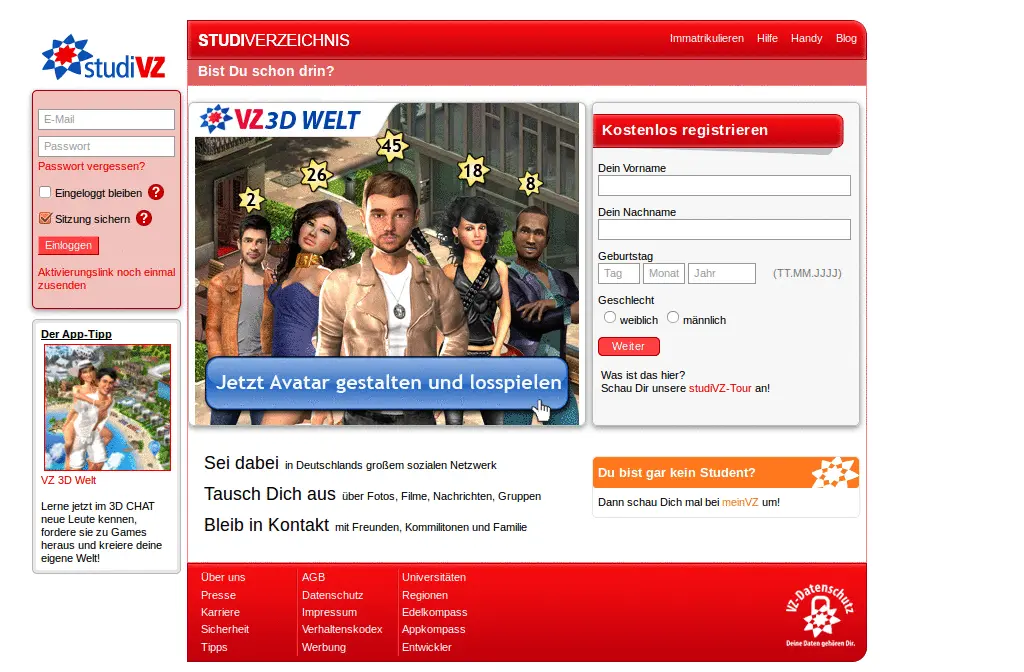 studiVZ
STUDIVERZEICHNIS
Immatrikulieren Hilfe Handy Blog
Bist Du schon drin?
E-Mail
Passwort
Passwort vergessen?
Eingeloggt bleiben ?
Sitzung sichern ?
Einloggen
Aktivierungslink noch einmal
zusenden
Der App-Tipp
VZ 3D Welt
Lerne jetzt im 3D CHAT
neue Leute kennen,
fordere sie zu Games
heraus und kreiere deine
eigene Welt!
VZ 3D WELT
2
26
45
18
8
Jetzt Avatar gestalten und losspielen
Kostenlos registrieren
Dein Vorname
Dein Nachname
Geburtstag
Tag Monat Jahr (TT.MM.JJJJ)
Geschlecht
weiblich männlich
Weiter
Was ist das hier?
Schau Dir unsere studiVZ-Tour an!
Sei dabei in Deutschlands großem sozialen Netzwerk
Tausch Dich aus über Fotos, Filme, Nachrichten, Gruppen
Bleib in Kontakt mit Freunden, Kommilitonen und Familie
Du bist gar kein Student?
Dann schau Dich mal bei meinVZ um!
Über uns
Presse
Karriere
Sicherheit
Tipps
AGB
Datenschutz
Impressum
Verhaltenskodex
Werbung
Universitäten
Regionen
Edelkompass
Appkompass
Entwickler
VZ-Datenschutz
Deine Daten gehören Dir.